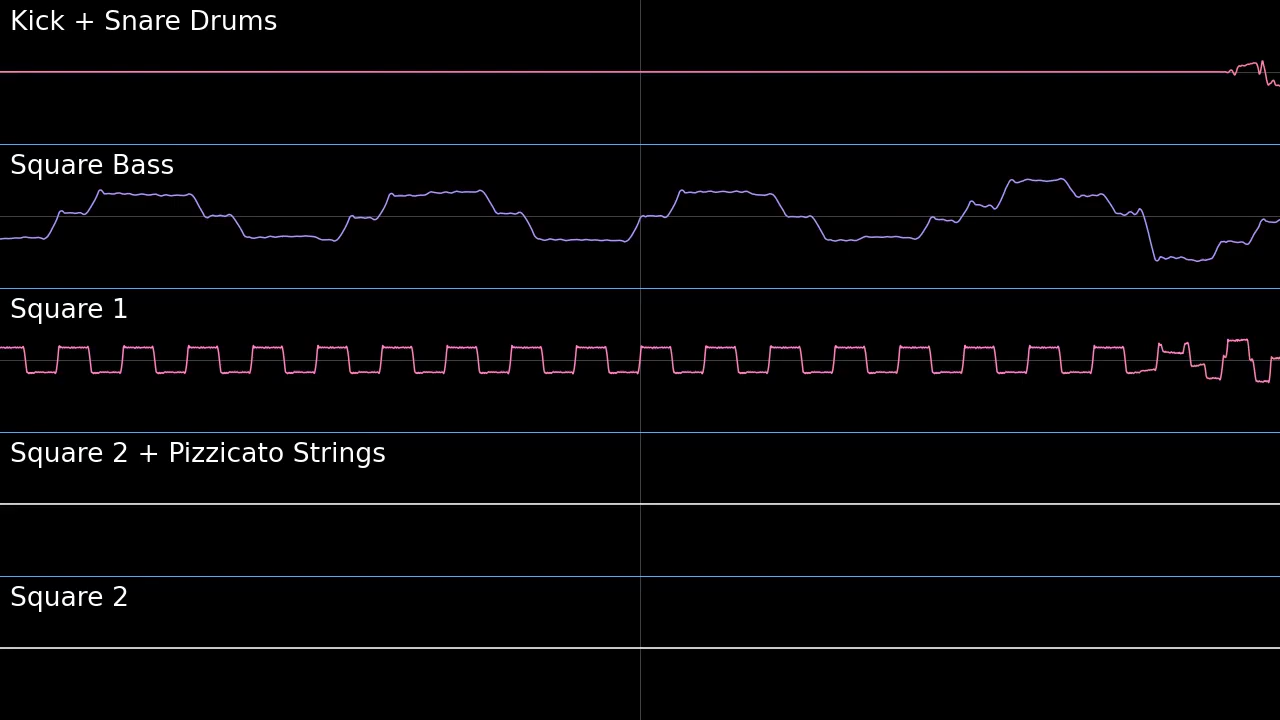 Kick + Snare Drums
Square Bass
Square 1
Square 2 + Pizzicato Strings
Square 2